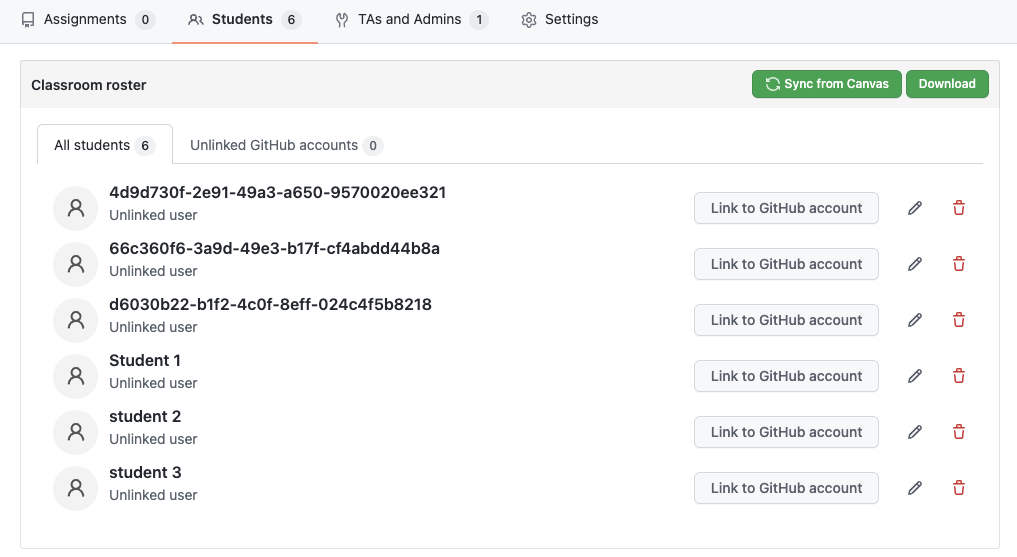 Assignments 0 Students 6 TAs and Admins 1 Settings
Classroom roster Sync from Canvas Download
All students 6 Unlinked GitHub accounts 0
4d9d730f-2e91-49a3-a650-9570020ee321
Unlinked user Link to GitHub account
66c360f6-3a9d-49e3-b17f-cf4abdd44b8a
Unlinked user Link to GitHub account
d6030b22-b1f2-4c0f-8eff-024c4f5b8218
Unlinked user Link to GitHub account
Student 1
Unlinked user Link to GitHub account
student 2
Unlinked user Link to GitHub account
student 3
Unlinked user Link to GitHub account